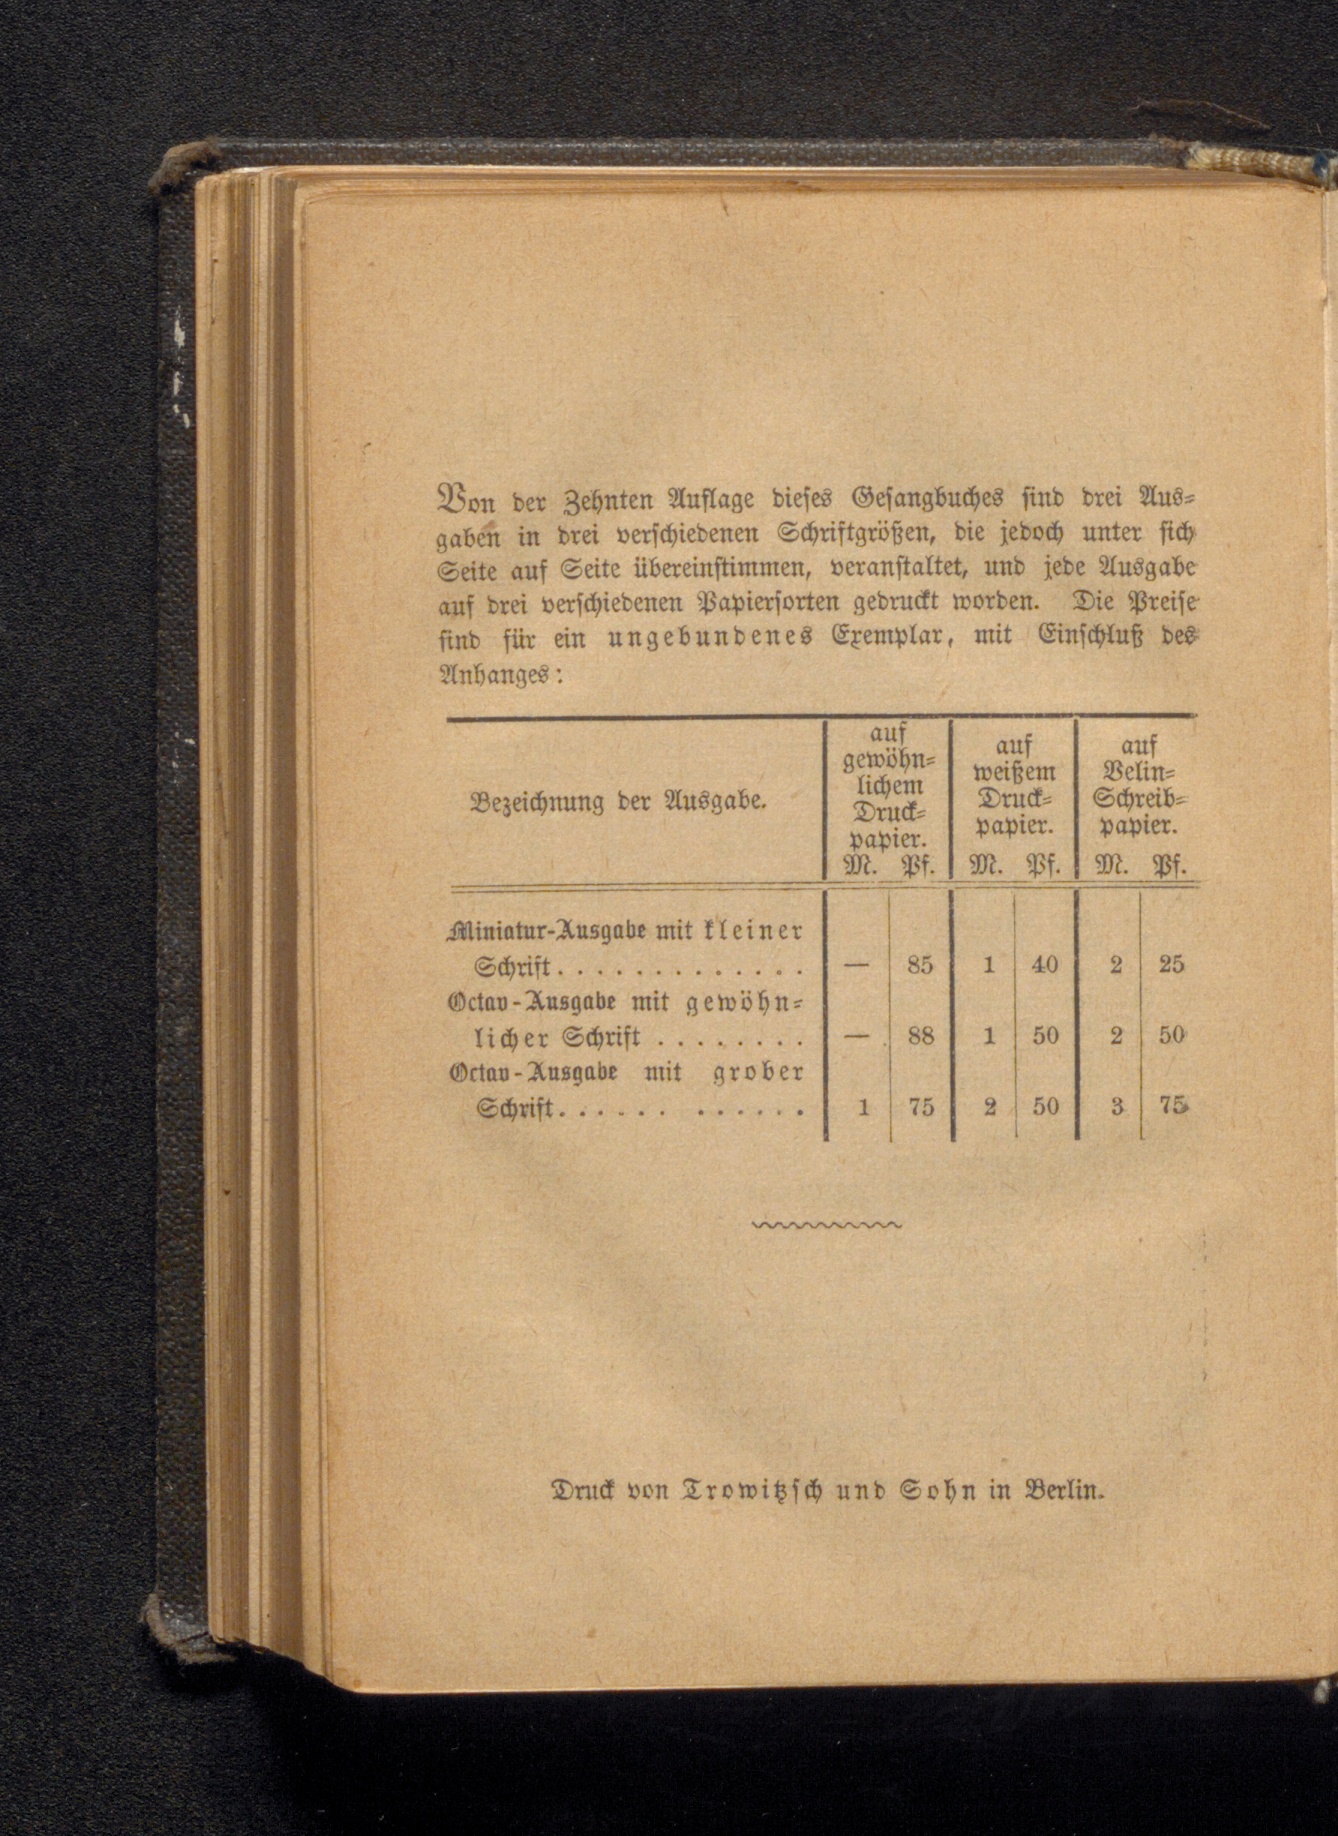 Von der Zehnten Auflage dieses Gesangbuches sind drei Aus-
gaben in drei verschiedenen Schriftgrößen, die jedoch unter sich
Seite auf Seite übereinstimmen, veranstaltet, und jede Ausgabe
auf drei verschiedenen Papiersorten gedruckt worden. Die Preise
sind für ein ungebundenes Exemplar, mit Einschluß des
Anhanges:
Bezeichnung der Ausgabe.
auf
gewöhn-
lichem
Druck-
papier.
M. Pf.
auf
weißem
Druck-
papier.
M. Pf.
auf
Velin-
Schreib-
papier.
M. Pf.
Miniatur-Ausgabe mit kleiner
Schrift. . . . . . . . . . . . . — 85 1 40 2 25
Octav-Ausgabe mit gewöhn-
licher Schrift . . . . . . . . — 88 1 50 2 50
Octav-Ausgabe mit grober
Schrift. . . . . . . . . . . . 1 75 2 50 3 75
Druck von Trowitzsch und Sohn in Berlin.